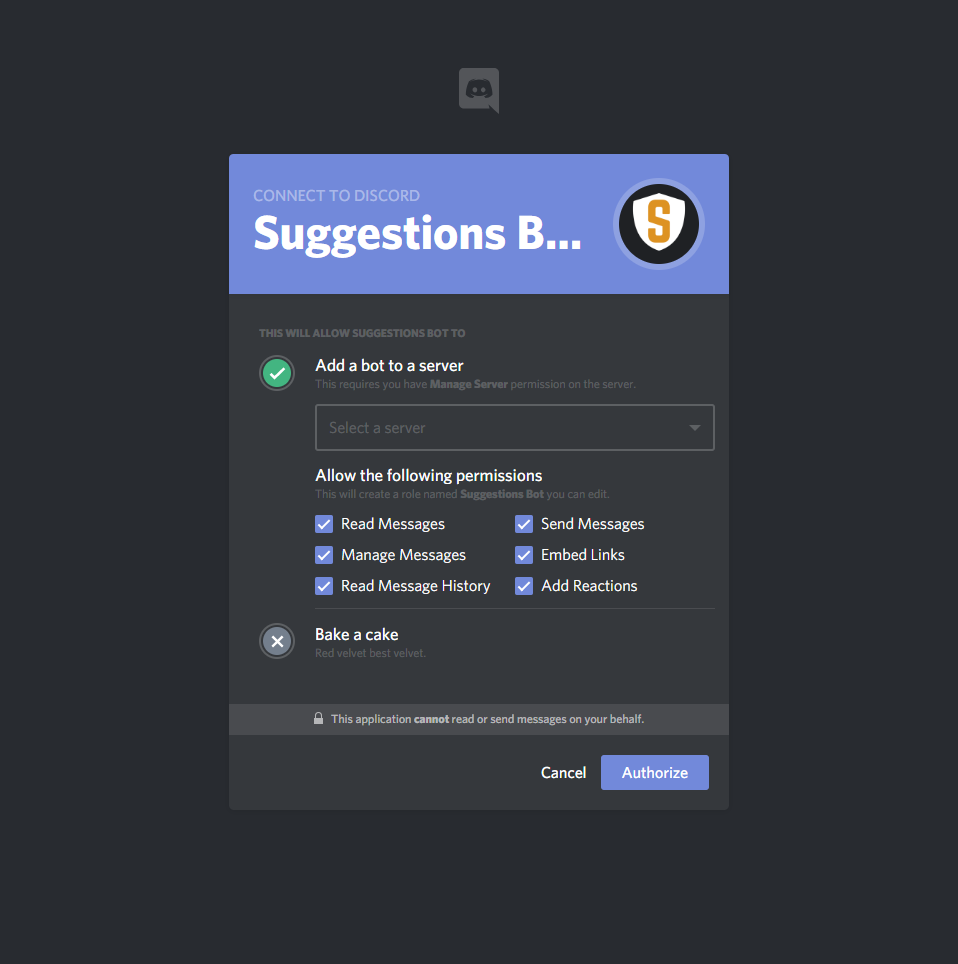 CONNECT TO DISCORD
Suggestions B...
S
THIS WILL ALLOW SUGGESTIONS BOT TO
Add a bot to a server
This requires you have Manage Server permission on the server.
Select a server
Allow the following permissions
This will create a role named Suggestions Bot you can edit.
Read Messages
Send Messages
Manage Messages
Embed Links
Read Message History
Add Reactions
Bake a cake
Red velvet best velvet.
This application cannot read or send messages on your behalf.
Cancel
Authorize